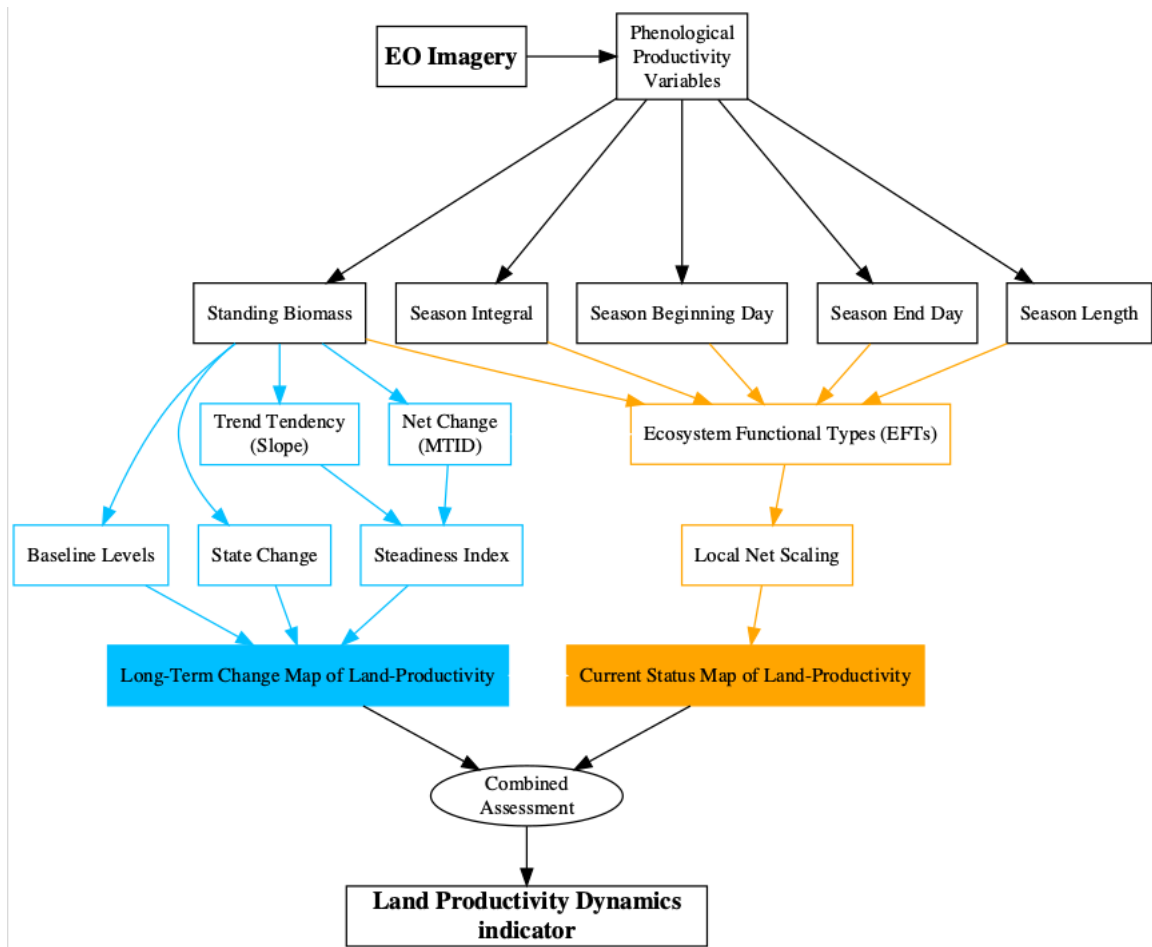 EO Imagery
Phenological
Productivity
Variables
Standing Biomass
Season Integral
Season Beginning Day
Season End Day
Season Length
Trend Tendency
(Slope)
Net Change
(MTID)
Ecosystem Functional Types (EFTs)
Baseline Levels
State Change
Steadiness Index
Local Net Scaling
Long-Term Change Map of Land-Productivity
Current Status Map of Land-Productivity
Combined
Assessment
Land Productivity Dynamics
indicator